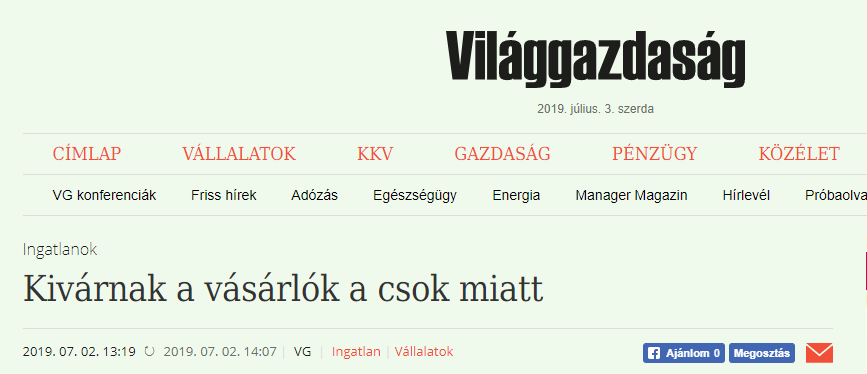 Világgazdaság
2019. július. 3. szerda
CÍMLAP VÁLLALATOK KKV GAZDASÁG PÉNZÜGY KÖZÉLET
VG konferenciák Friss hírek Adózás Egészségügy Energia Manager Magazin Hírlevél Próbaolva
Ingatlanok
Kivárnak a vásárlók a csok miatt
2019. 07. 02. 13:19 2019. 07. 02. 14:07 | VG | Ingatlan | Vállalatok Ajánlom 0 Megosztás